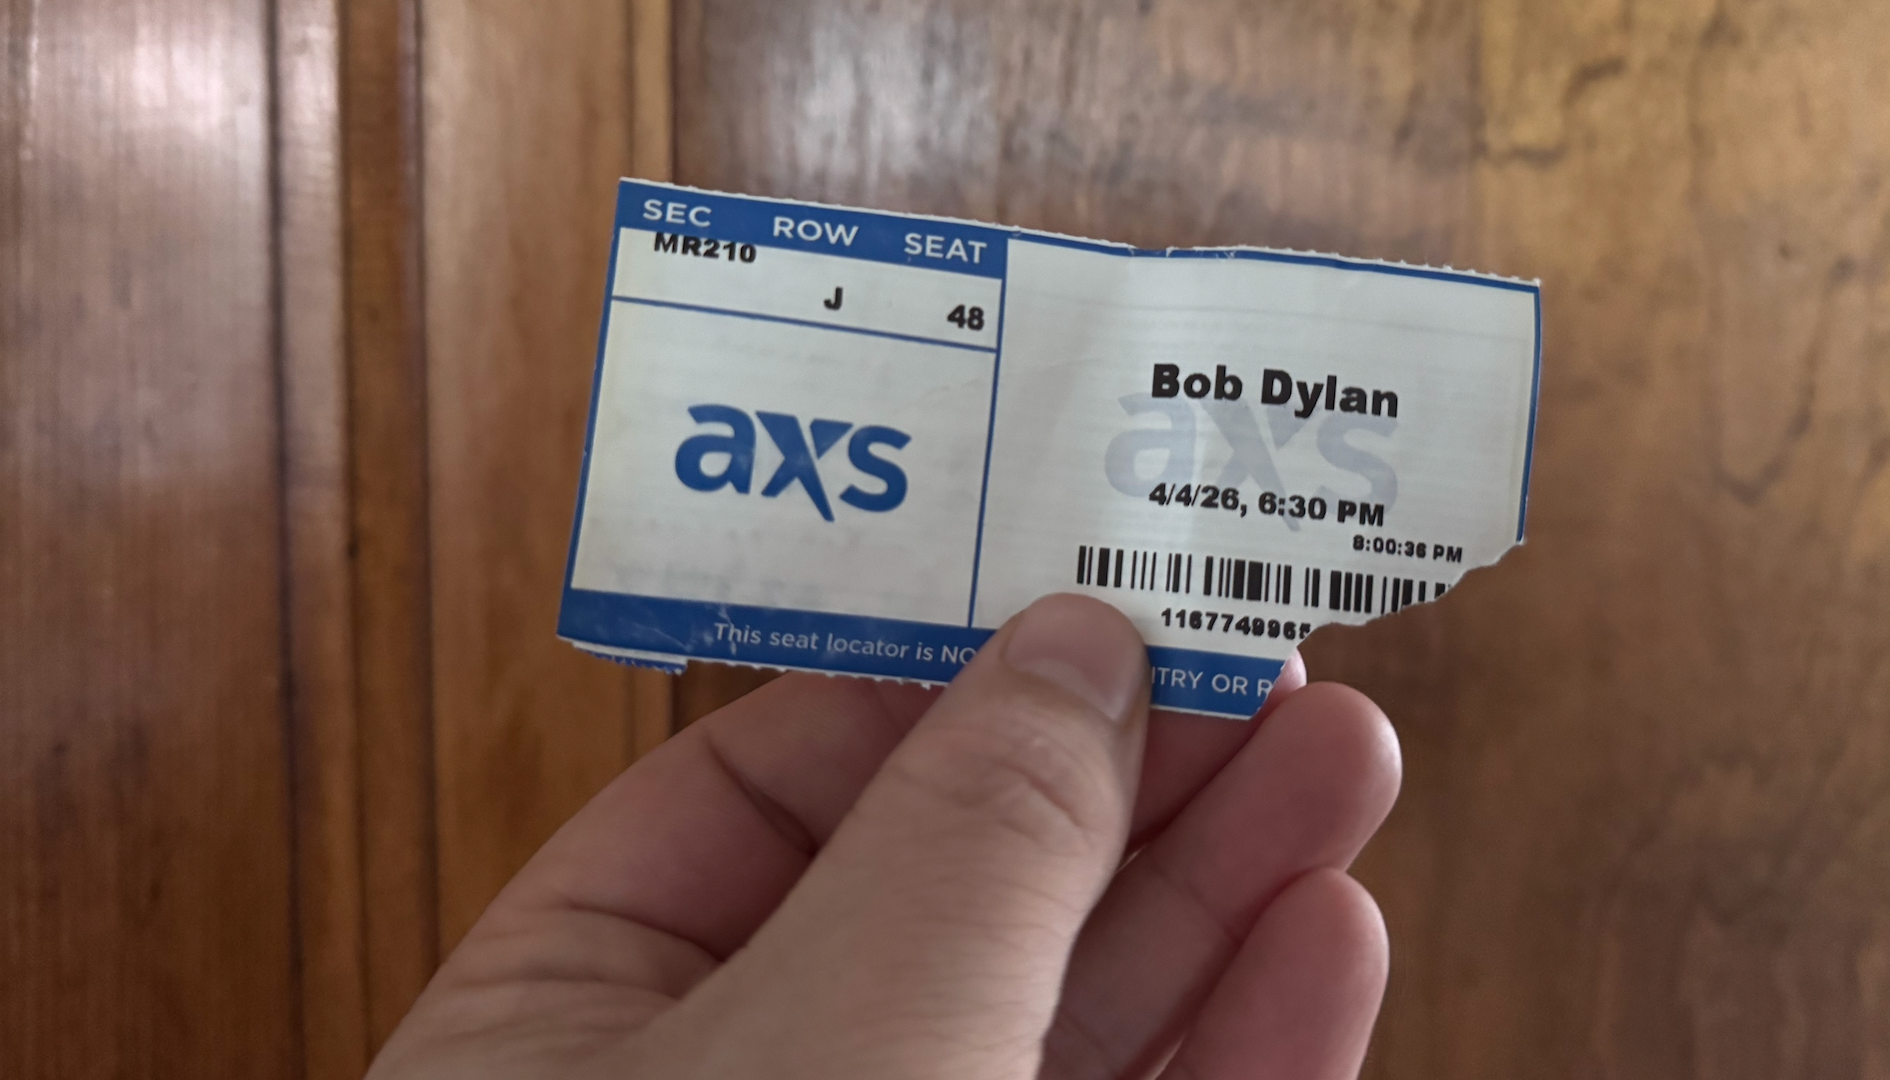 SEC ROW SEAT
MR210 J 48
axs
This seat locator is
TRY OR
Bob Dylan
axs
4/4/26, 6:30 PM
8:00:36 PM
116774996